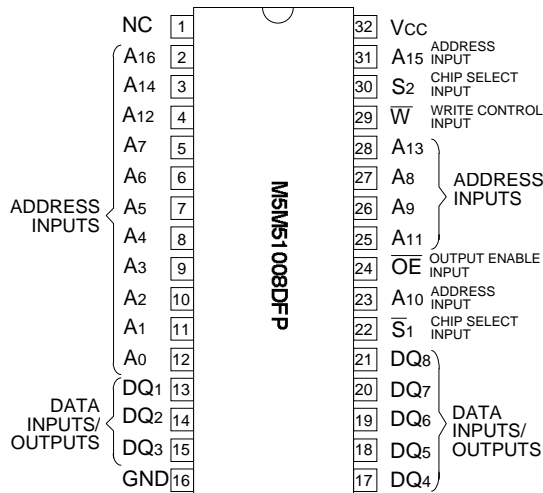 NC 1
A16 2
A14 3
A12 4
A7 5
A6 6
A5 7
A4 8
A3 9
A2 10
A1 11
A0 12
DQ1 13
DQ2 14
DQ3 15
GND 16
ADDRESS
INPUTS
DATA
INPUTS/
OUTPUTS
M5M51008DFP
32 VCC
31 A15 ADDRESS
INPUT
30 S2 CHIP SELECT
INPUT
29 W̅ WRITE CONTROL
INPUT
28 A13
27 A8
26 A9
25 A11
ADDRESS
INPUTS
24 O̅E̅ OUTPUT ENABLE
INPUT
23 A10 ADDRESS
INPUT
22 S̅1 CHIP SELECT
INPUT
21 DQ8
20 DQ7
19 DQ6
18 DQ5
17 DQ4
DATA
INPUTS/
OUTPUTS